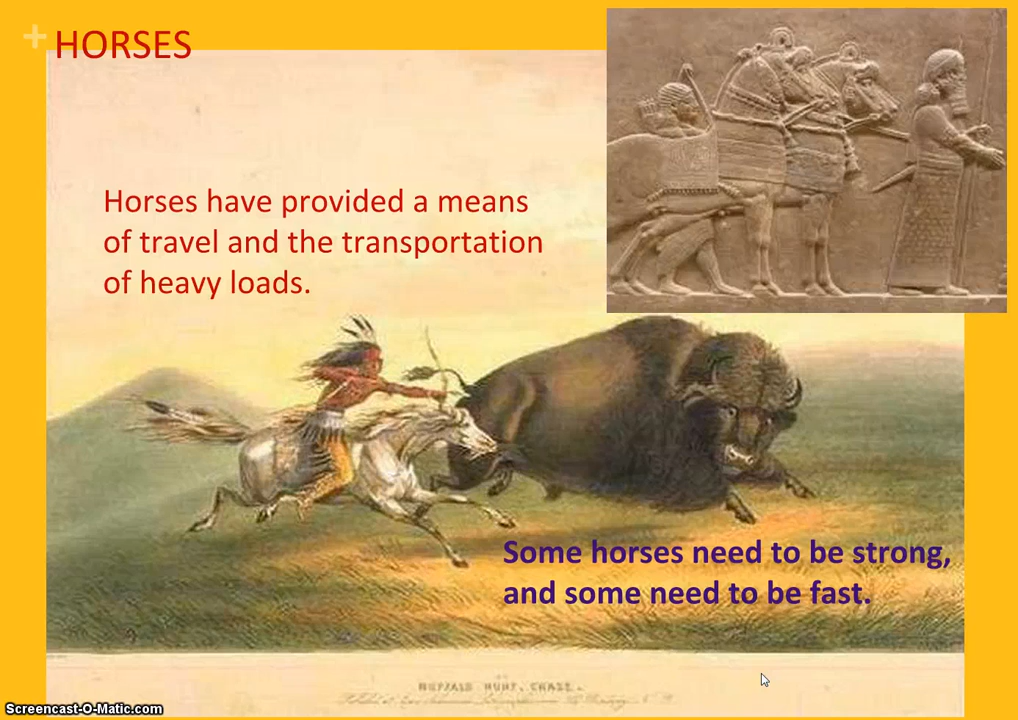 + HORSES
Horses have provided a means
of travel and the transportation
of heavy loads.
Some horses need to be strong,
and some need to be fast.
BUFFALO HUNT, CHASE.
Screencast-O-Matic.com